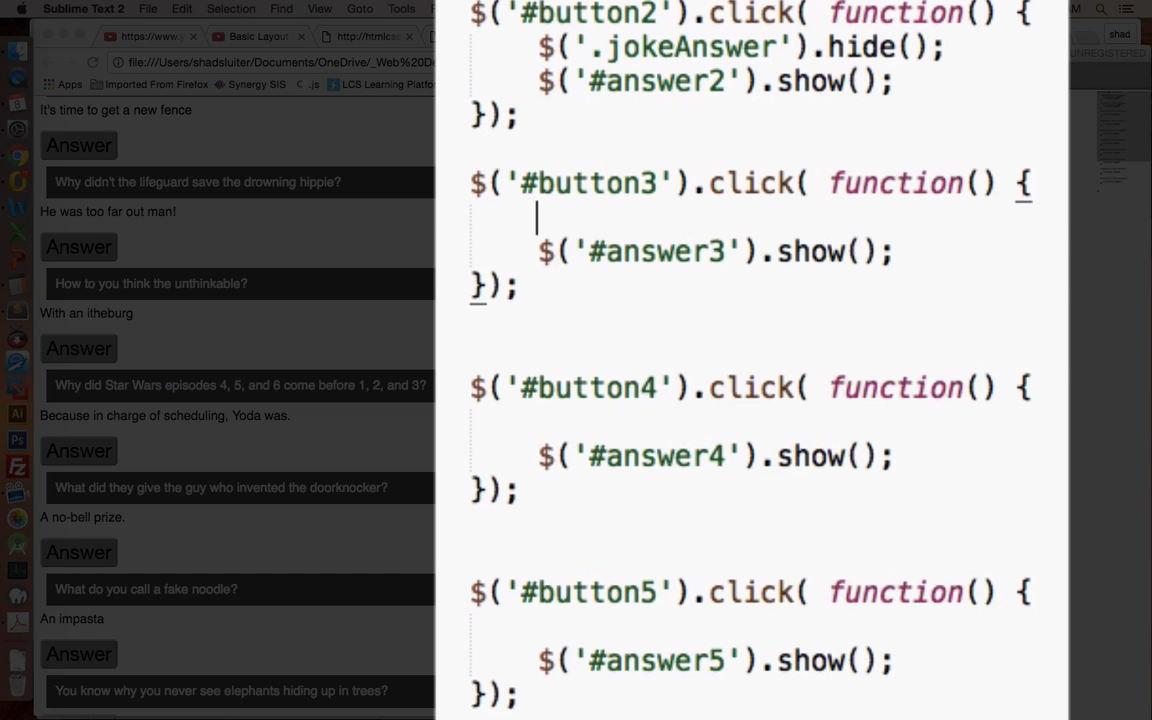 Sublime Text 2 File Edit Selection Find View Goto Tools
shad
https://www.y
Basic Layout
http://htmlcs
UNREGISTERED
file:///Users/shadsluiter/Documents/OneDrive/_Web%20De
Apps Imported From Firefox Synergy SIS .js LCS Learning Platfo
It's time to get a new fence
Answer
Why didn't the lifeguard save the drowning hippie?
He was too far out man!
Answer
How to you think the unthinkable?
With an itheburg
Answer
Why did Star Wars episodes 4, 5, and 6 come before 1, 2, and 3?
Because in charge of scheduling, Yoda was.
Answer
What did they give the guy who invented the doorknocker?
A no-bell prize.
Answer
What do you call a fake noodle?
An impasta
Answer
You know why you never see elephants hiding up in trees?
$('#button2').click( function() {
$('.jokeAnswer').hide();
$('#answer2').show();
});
$('#button3').click( function() {
$('#answer3').show();
});
$('#button4').click( function() {
$('#answer4').show();
});
$('#button5').click( function() {
$('#answer5').show();
});